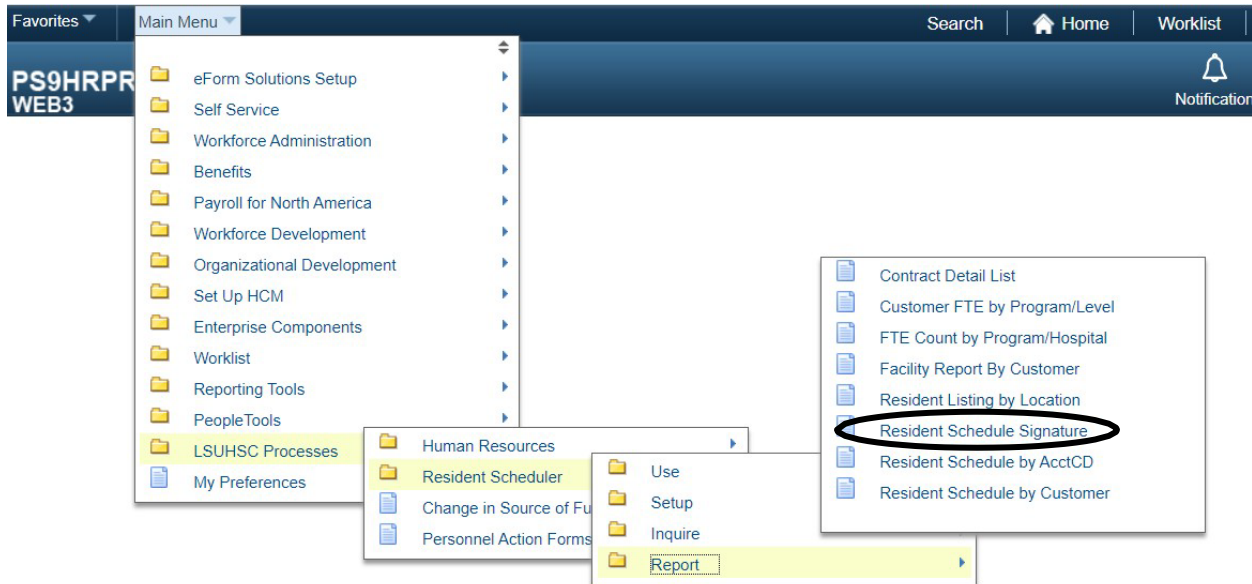 Favorites
Main Menu
Search
Home
Worklist
PS9HRPR
WEB3
Notification
eForm Solutions Setup
Self Service
Workforce Administration
Benefits
Payroll for North America
Workforce Development
Organizational Development
Set Up HCM
Enterprise Components
Worklist
Reporting Tools
PeopleTools
LSUHSC Processes
My Preferences
Human Resources
Resident Scheduler
Change in Source of Fu
Personnel Action Forms
Use
Setup
Inquire
Report
Contract Detail List
Customer FTE by Program/Level
FTE Count by Program/Hospital
Facility Report By Customer
Resident Listing by Location
Resident Schedule Signature
Resident Schedule by AcctCD
Resident Schedule by Customer